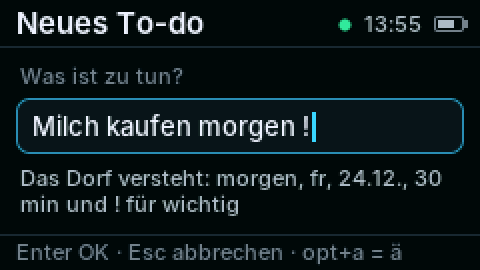 Neues To-do
13:55
Was ist zu tun?
Milch kaufen morgen !
Das Dorf versteht: morgen, fr, 24.12., 30
min und ! für wichtig
Enter OK · Esc abbrechen · opt+a = ä